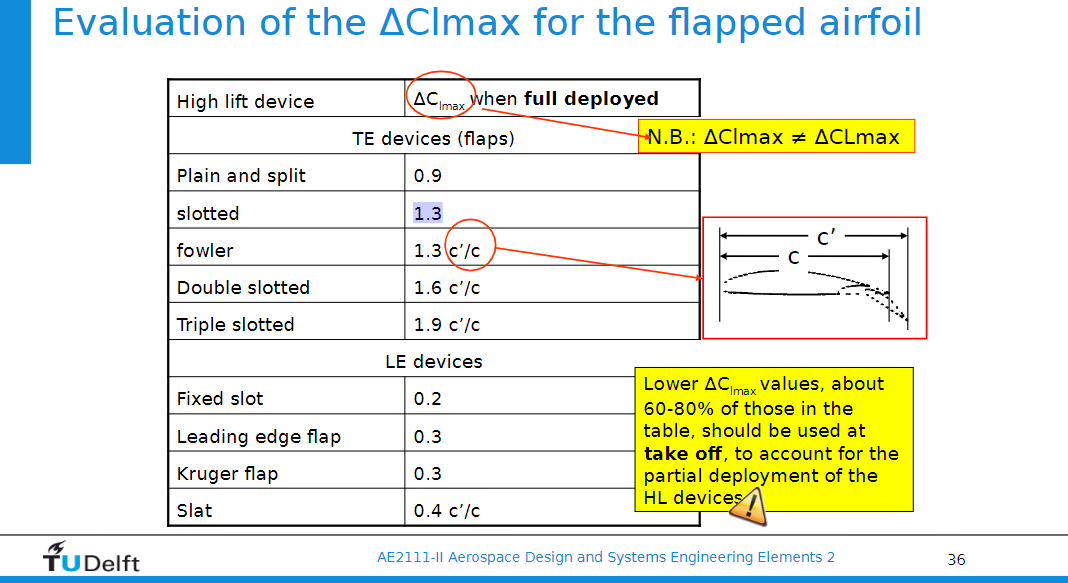 Evaluation of the ΔClmax for the flapped airfoil
High lift device ΔClmax when full deployed
N.B.: ΔClmax ≠ ΔCLmax
TE devices (flaps)
Plain and split 0.9
slotted 1.3
fowler 1.3 c’/c
Double slotted 1.6 c’/c
Triple slotted 1.9 c’/c
c’
c
LE devices
Fixed slot 0.2
Leading edge flap 0.3
Kruger flap 0.3
Slat 0.4 c’/c
Lower ΔClmax values, about
60-80% of those in the
table, should be used at
take off, to account for the
partial deployment of the
HL devices
TUDelft
AE2111-II Aerospace Design and Systems Engineering Elements 2
36